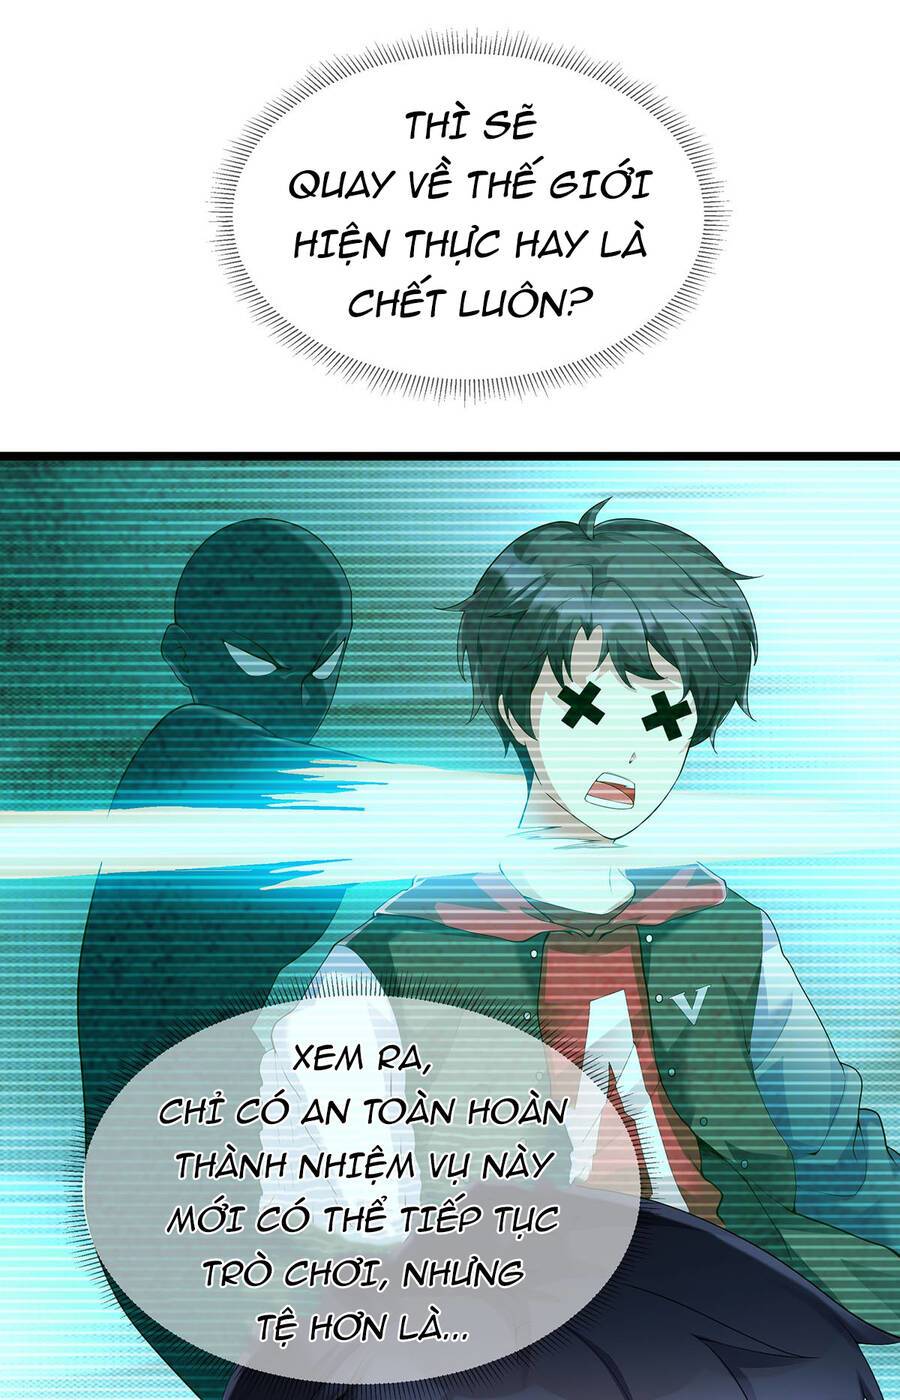 THÌ SẼ
QUAY VỀ THẾ GIỚI
HIỆN THỰC HAY LÀ
CHẾT LUÔN?
V
XEM RA,
CHỈ CÓ AN TOÀN HOÀN
THÀNH NHIỆM VỤ NÀY
MỚI CÓ THỂ TIẾP TỤC
TRÒ CHƠI, NHƯNG
TỆ HƠN LÀ...